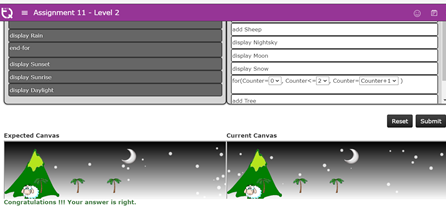 Assignment 11 - Level 2
display Rain
end-for
display Sunset
display Sunrise
display Daylight
add Sheep
display Nightsky
display Moon
display Snow
for(Counter= 0 , Counter<= 2 , Counter= Counter+1 )
add Tree
Reset
Submit
Expected Canvas
Current Canvas
Congratulations !!! Your answer is right.